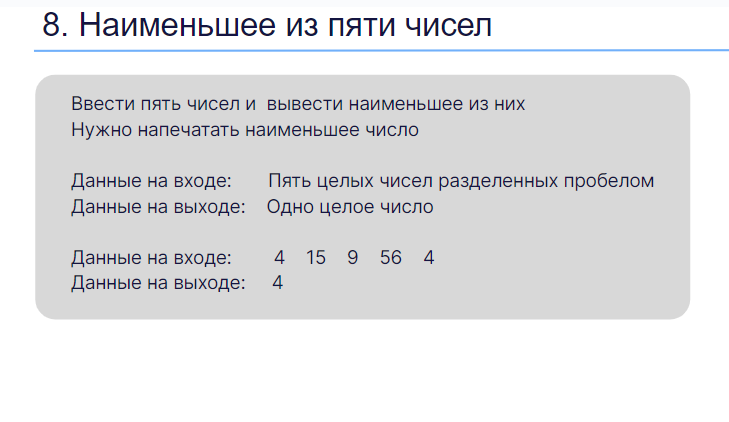 8. Наименьшее из пяти чисел
Ввести пять чисел и вывести наименьшее из них
Нужно напечатать наименьшее число
Данные на входе: Пять целых чисел разделенных пробелом
Данные на выходе: Одно целое число
Данные на входе: 4 15 9 56 4
Данные на выходе: 4